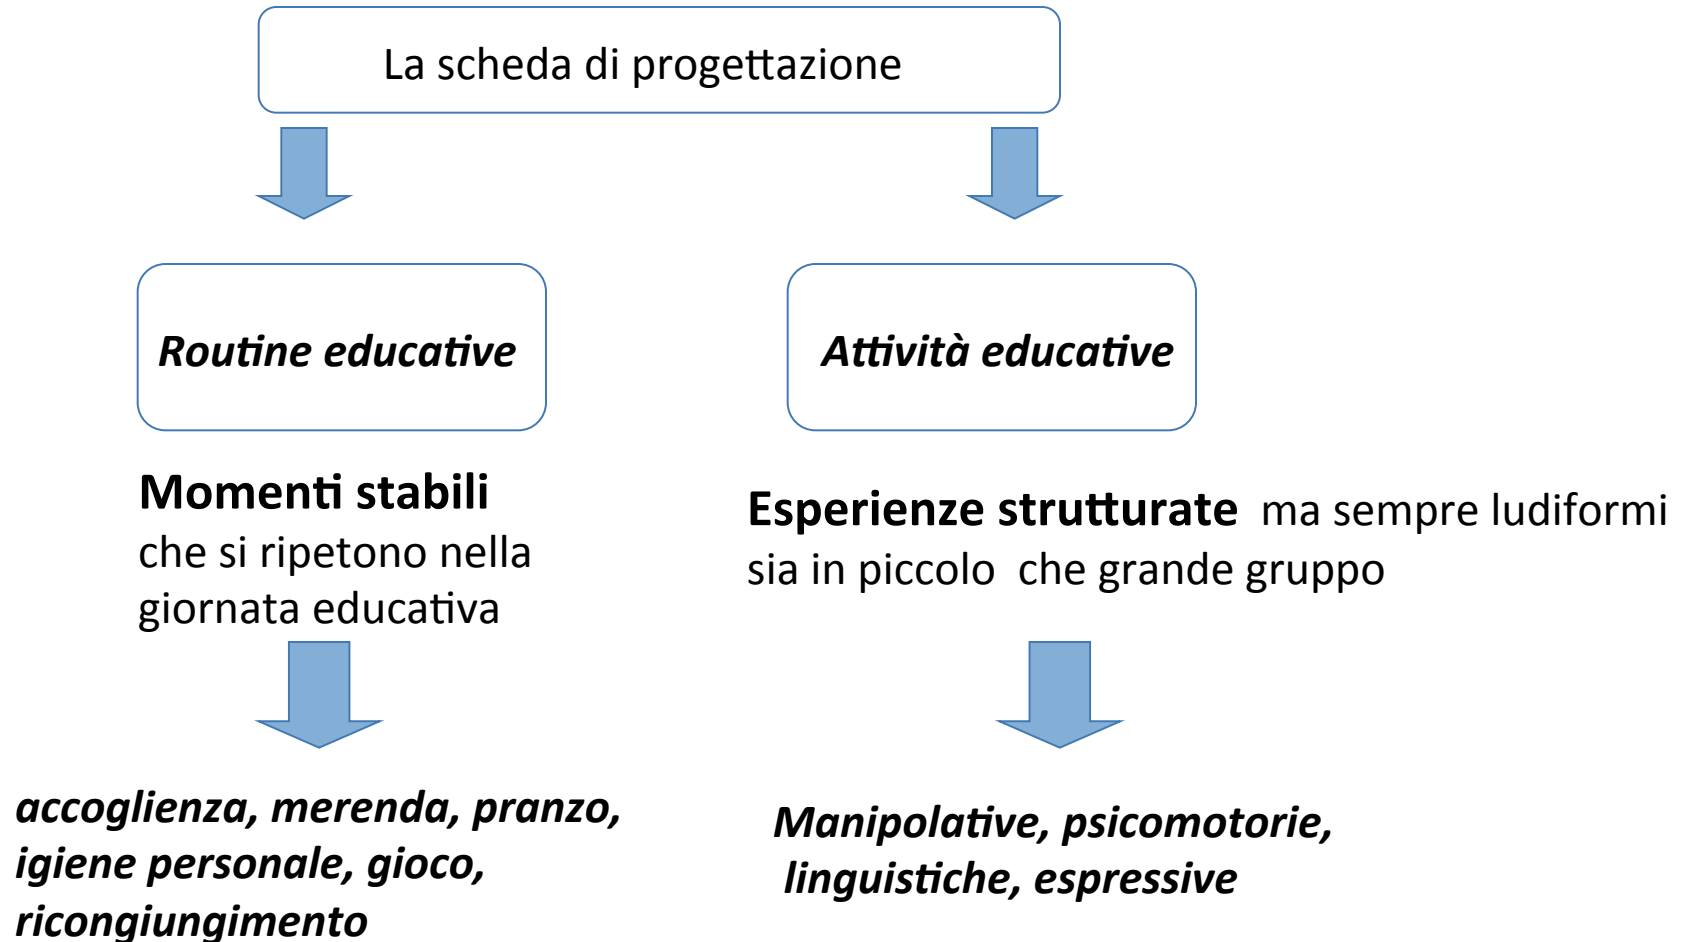 La scheda di progettazione
Routine educative
Attività educative
Momenti stabili
che si ripetono nella
giornata educativa
Esperienze strutturate ma sempre ludiformi
sia in piccolo che grande gruppo
accoglienza, merenda, pranzo,
igiene personale, gioco,
ricongiungimento
Manipolative, psicomotorie,
linguistiche, espressive